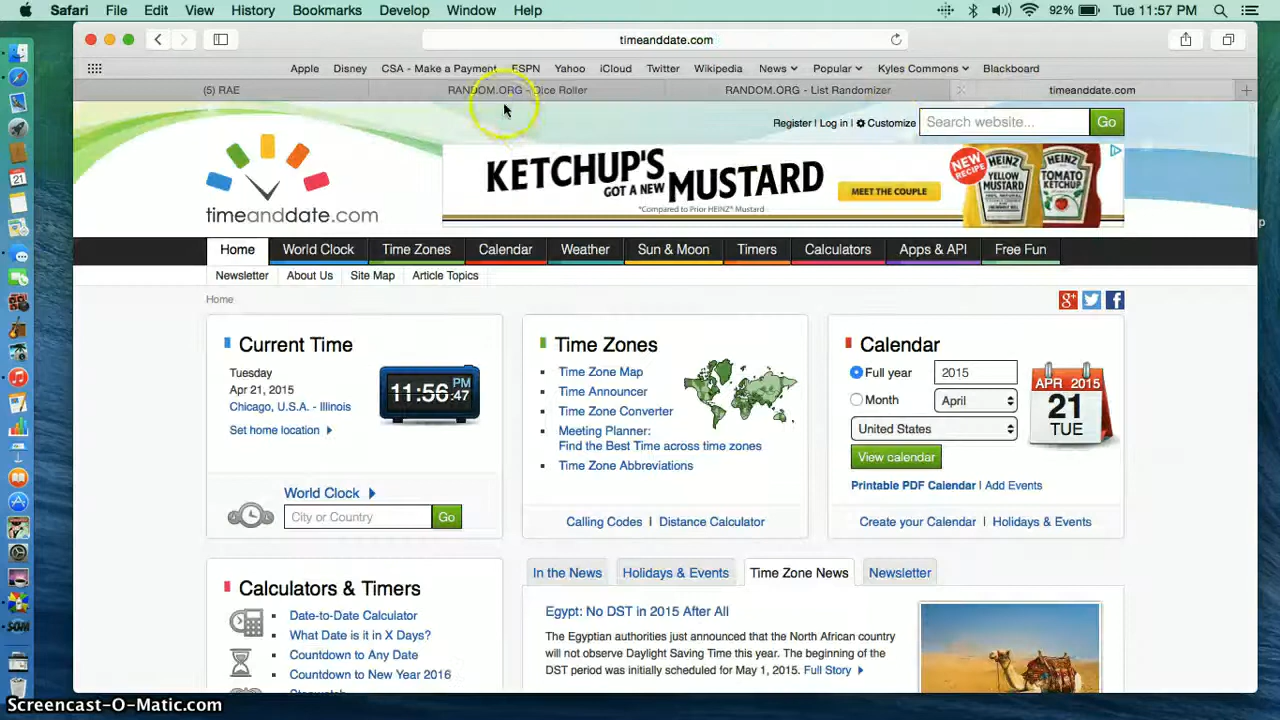 Safari File Edit View History Bookmarks Develop Window Help 92% Tue 11:57 PM
timeanddate.com
Apple Disney CSA - Make a Payment ESPN Yahoo iCloud Twitter Wikipedia News Popular Kyles Commons Blackboard
(5) RAE RANDOM.ORG - Dice Roller RANDOM.ORG - List Randomizer timeanddate.com
Register | Log in | Customize Search website... Go
timeanddate.com
KETCHUP'S GOT A NEW MUSTARD
*Compared to Prior HEINZ® Mustard
MEET THE COUPLE
NEW RECIPE
HEINZ YELLOW MUSTARD
HEINZ TOMATO KETCHUP
Home World Clock Time Zones Calendar Weather Sun & Moon Timers Calculators Apps & API Free Fun
Newsletter About Us Site Map Article Topics
Home
Current Time
Tuesday
Apr 21, 2015
Chicago, U.S.A. - Illinois
Set home location
11:56 PM 47
World Clock
City or Country Go
Time Zones
Time Zone Map
Time Announcer
Time Zone Converter
Meeting Planner:
Find the Best Time across time zones
Time Zone Abbreviations
Calling Codes | Distance Calculator
Calendar
Full year 2015
Month April
United States
View calendar
APR 2015
21
TUE
Printable PDF Calendar | Add Events
Create your Calendar | Holidays & Events
Calculators & Timers
Date-to-Date Calculator
What Date is it in X Days?
Countdown to Any Date
Countdown to New Year 2016
In the News Holidays & Events Time Zone News Newsletter
Egypt: No DST in 2015 After All
The Egyptian authorities just announced that the North African country
will not observe Daylight Saving Time this year. The beginning of the
DST period was initially scheduled for May 1, 2015. Full Story
Screencast-O-Matic.com